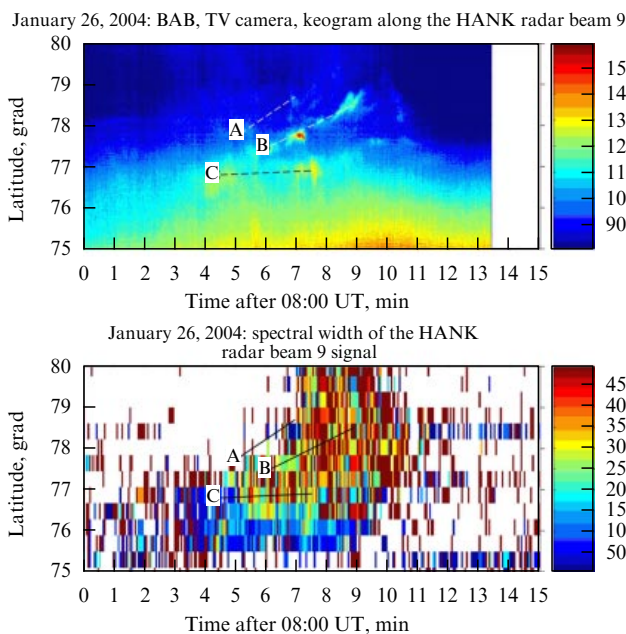 January 26, 2004: BAB, TV camera, keogram along the HANK radar beam 9
80
79
78
77
76
75
Latitude, grad
A
B
C
15
14
13
12
11
10
90
0 1 2 3 4 5 6 7 8 9 10 11 12 13 14 15
Time after 08:00 UT, min
January 26, 2004: spectral width of the HANK
radar beam 9 signal
80
79
78
77
76
75
Latitude, grad
A
B
C
45
40
35
30
25
20
15
10
50
0 1 2 3 4 5 6 7 8 9 10 11 12 13 14 15
Time after 08:00 UT, min